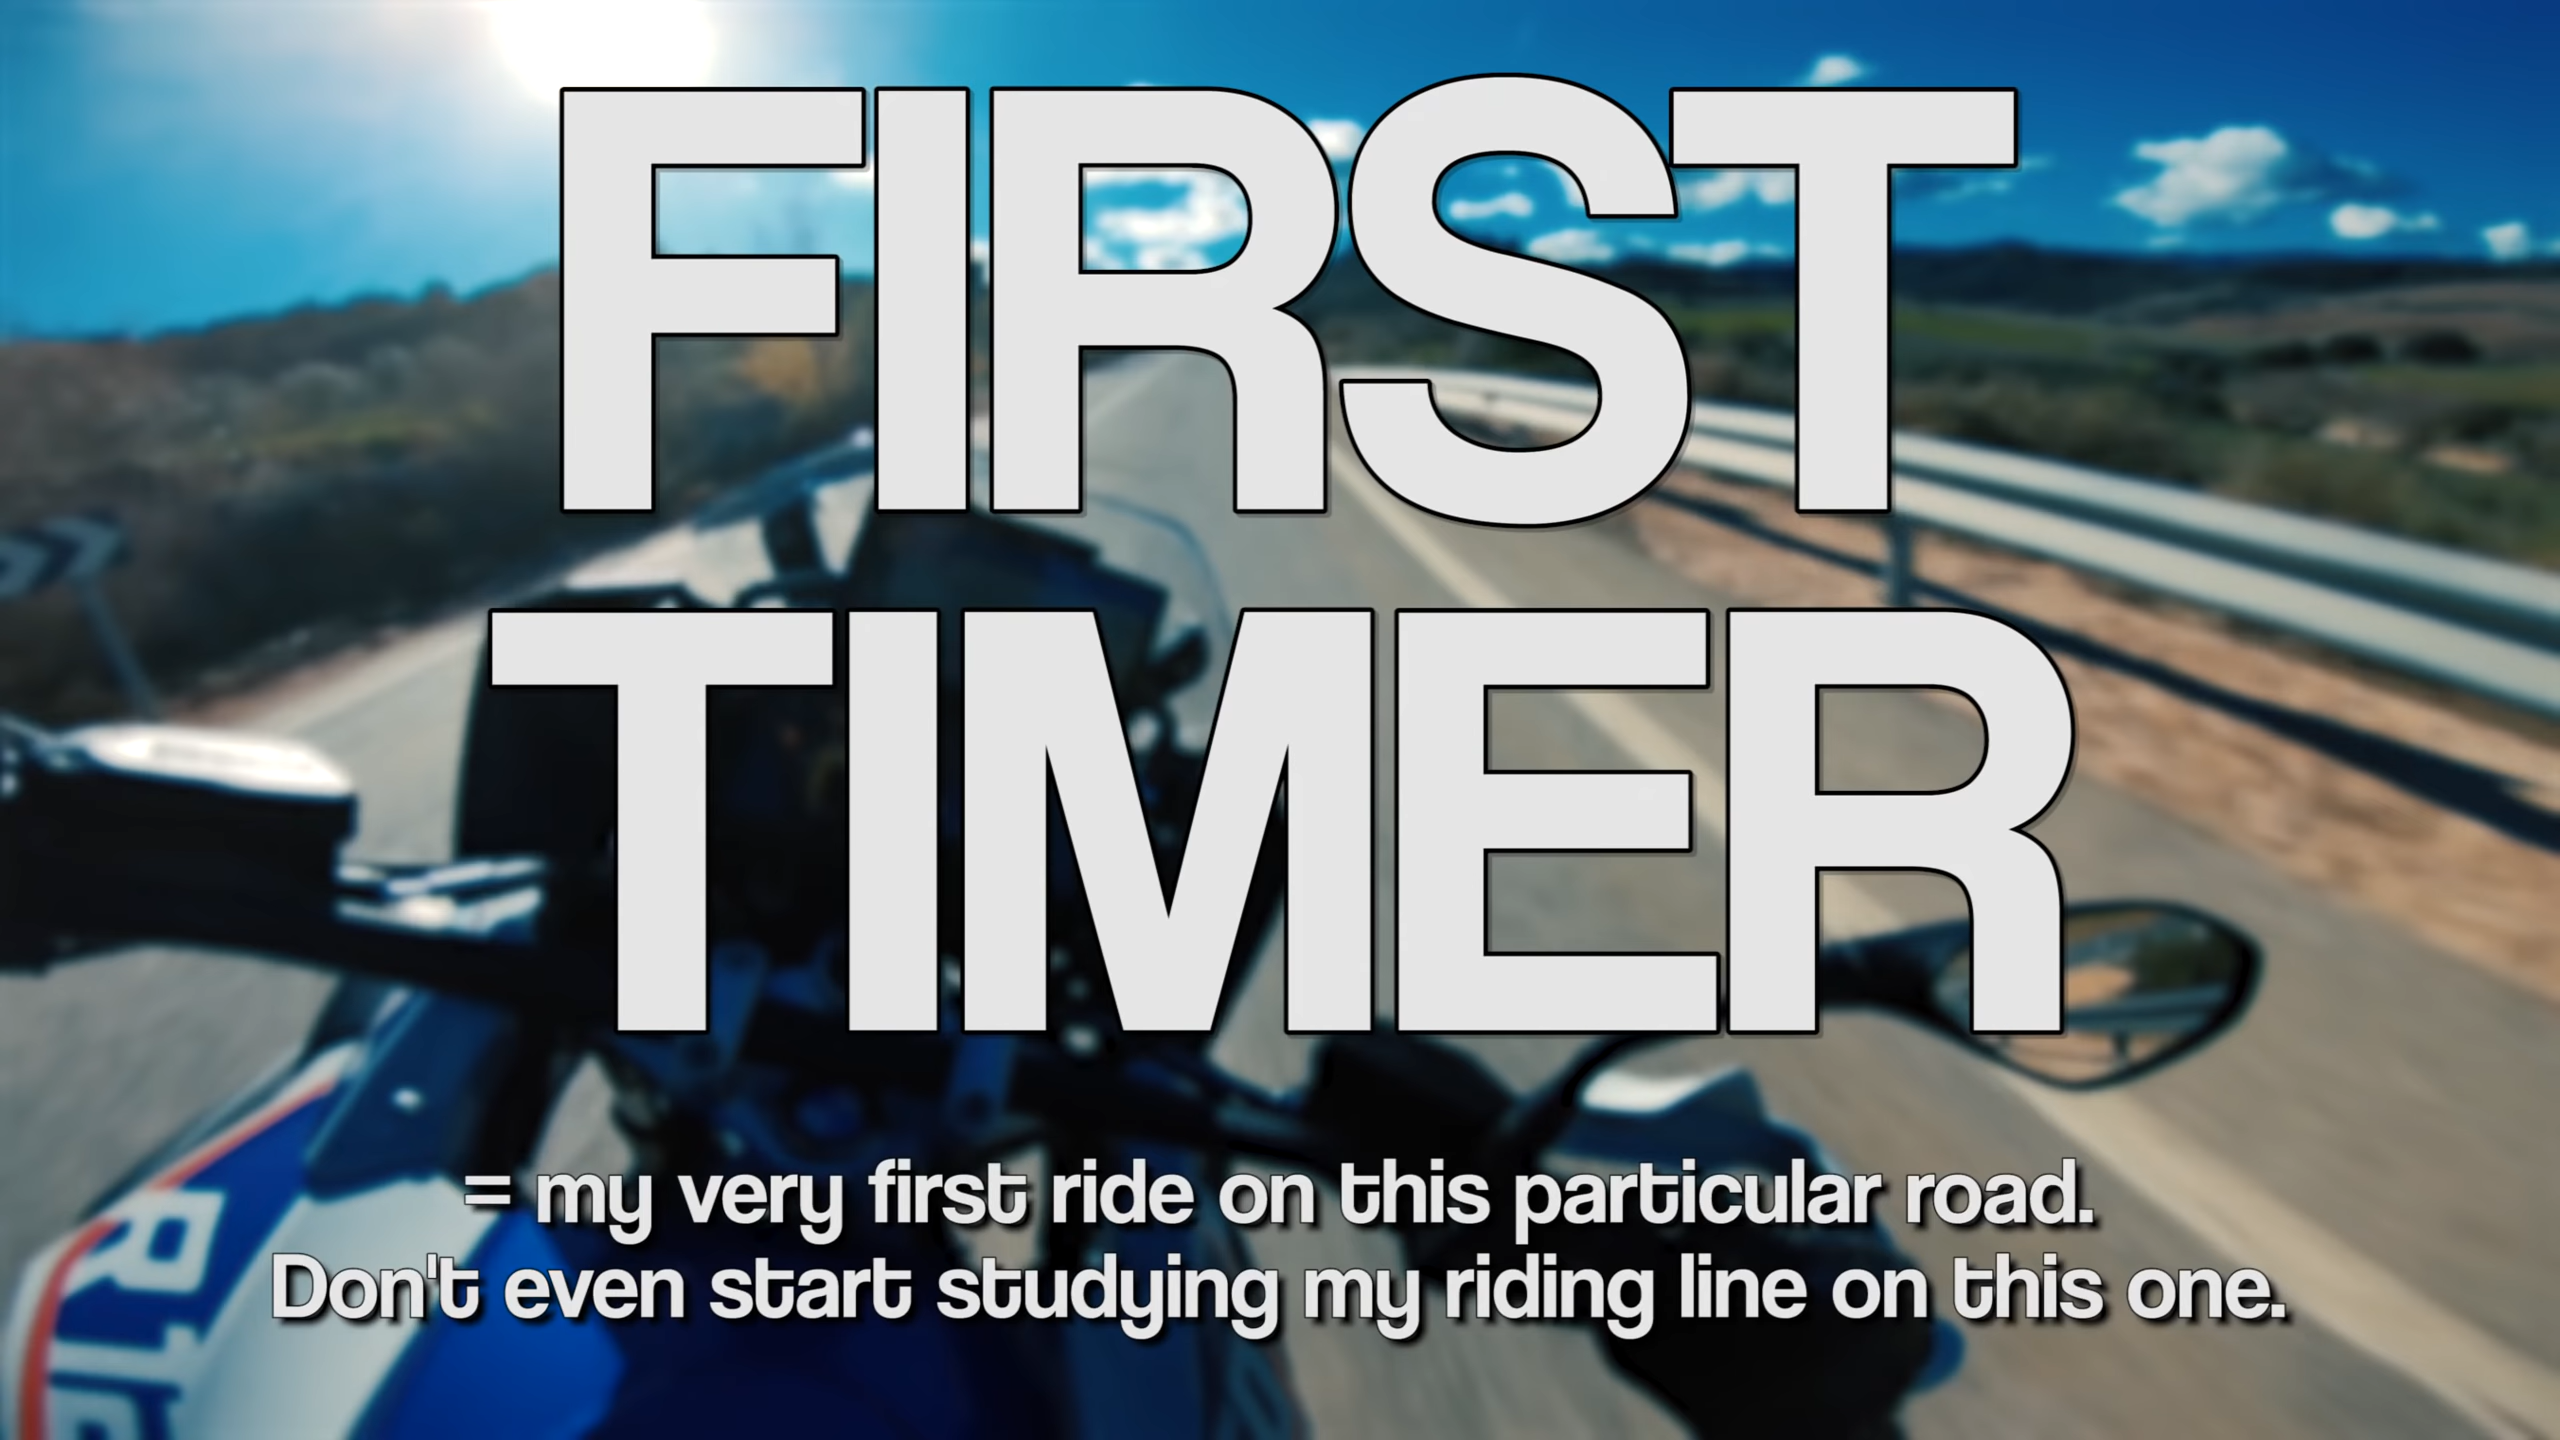 FIRST
TIMER
= my very first ride on this particular road.
Don't even start studying my riding line on this one.